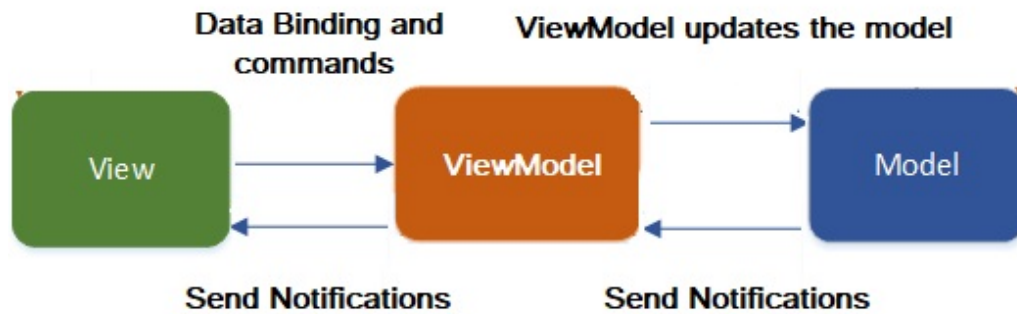 Data Binding and
commands
ViewModel updates the model
View
ViewModel
Model
Send Notifications
Send Notifications